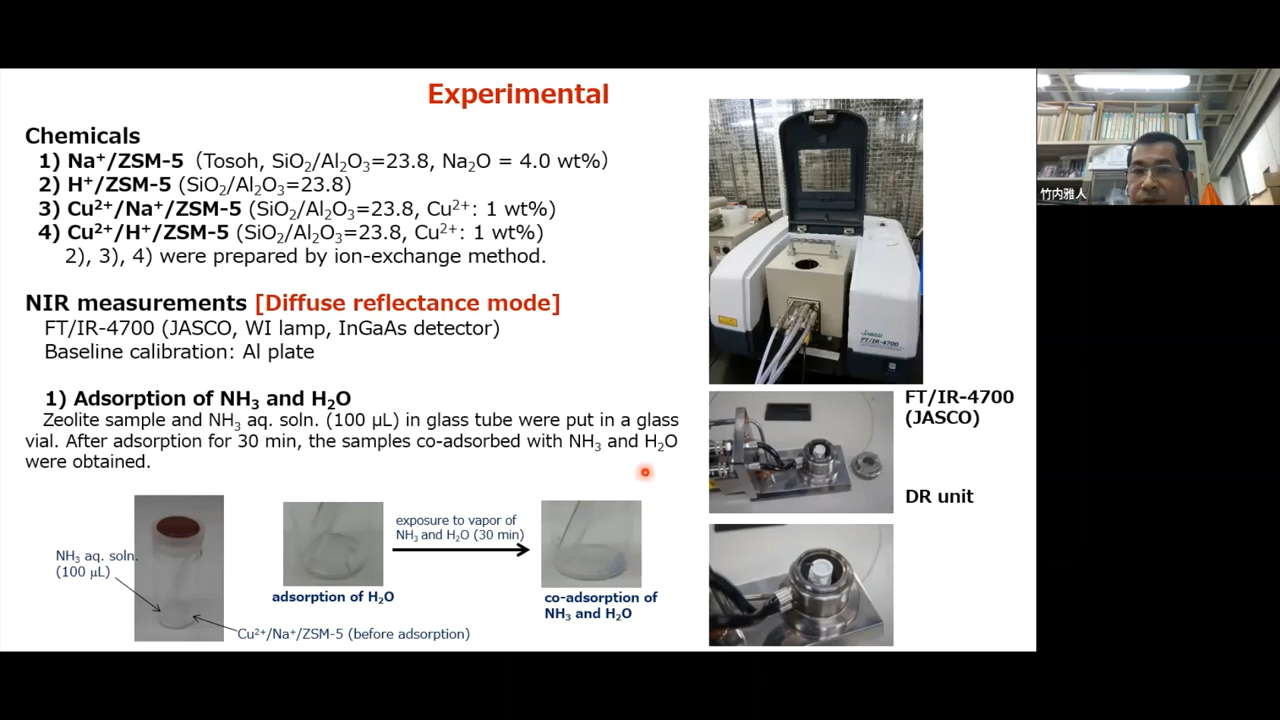 Experimental
Chemicals
1) Na⁺/ZSM-5 (Tosoh, SiO₂/Al₂O₃=23.8, Na₂O = 4.0 wt%)
2) H⁺/ZSM-5 (SiO₂/Al₂O₃=23.8)
3) Cu²⁺/Na⁺/ZSM-5 (SiO₂/Al₂O₃=23.8, Cu²⁺: 1 wt%)
4) Cu²⁺/H⁺/ZSM-5 (SiO₂/Al₂O₃=23.8, Cu²⁺: 1 wt%)
2), 3), 4) were prepared by ion-exchange method.
NIR measurements [Diffuse reflectance mode]
FT/IR-4700 (JASCO, WI lamp, InGaAs detector)
Baseline calibration: Al plate
1) Adsorption of NH₃ and H₂O
Zeolite sample and NH₃ aq. soln. (100 μL) in glass tube were put in a glass
vial. After adsorption for 30 min, the samples co-adsorbed with NH₃ and H₂O
were obtained.
NH₃ aq. soln.
(100 μL)
Cu²⁺/Na⁺/ZSM-5 (before adsorption)
adsorption of H₂O
exposure to vapor of
NH₃ and H₂O (30 min)
co-adsorption of
NH₃ and H₂O
JASCO
FT/IR-4700
FT/IR-4700
(JASCO)
DR unit
竹内雅人